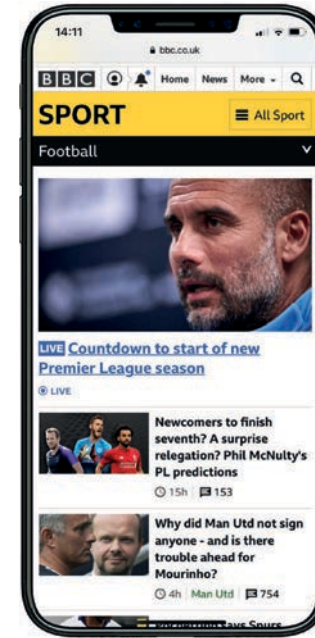 14:11
bbc.co.uk
BBC Home News More
SPORT All Sport
Football
LIVE Countdown to start of new
Premier League season
LIVE
Newcomers to finish
seventh? A surprise
relegation? Phil McNulty's
PL predictions
15h 153
Why did Man Utd not sign
anyone - and is there
trouble ahead for
Mourinho?
4h Man Utd 754
says Spurs